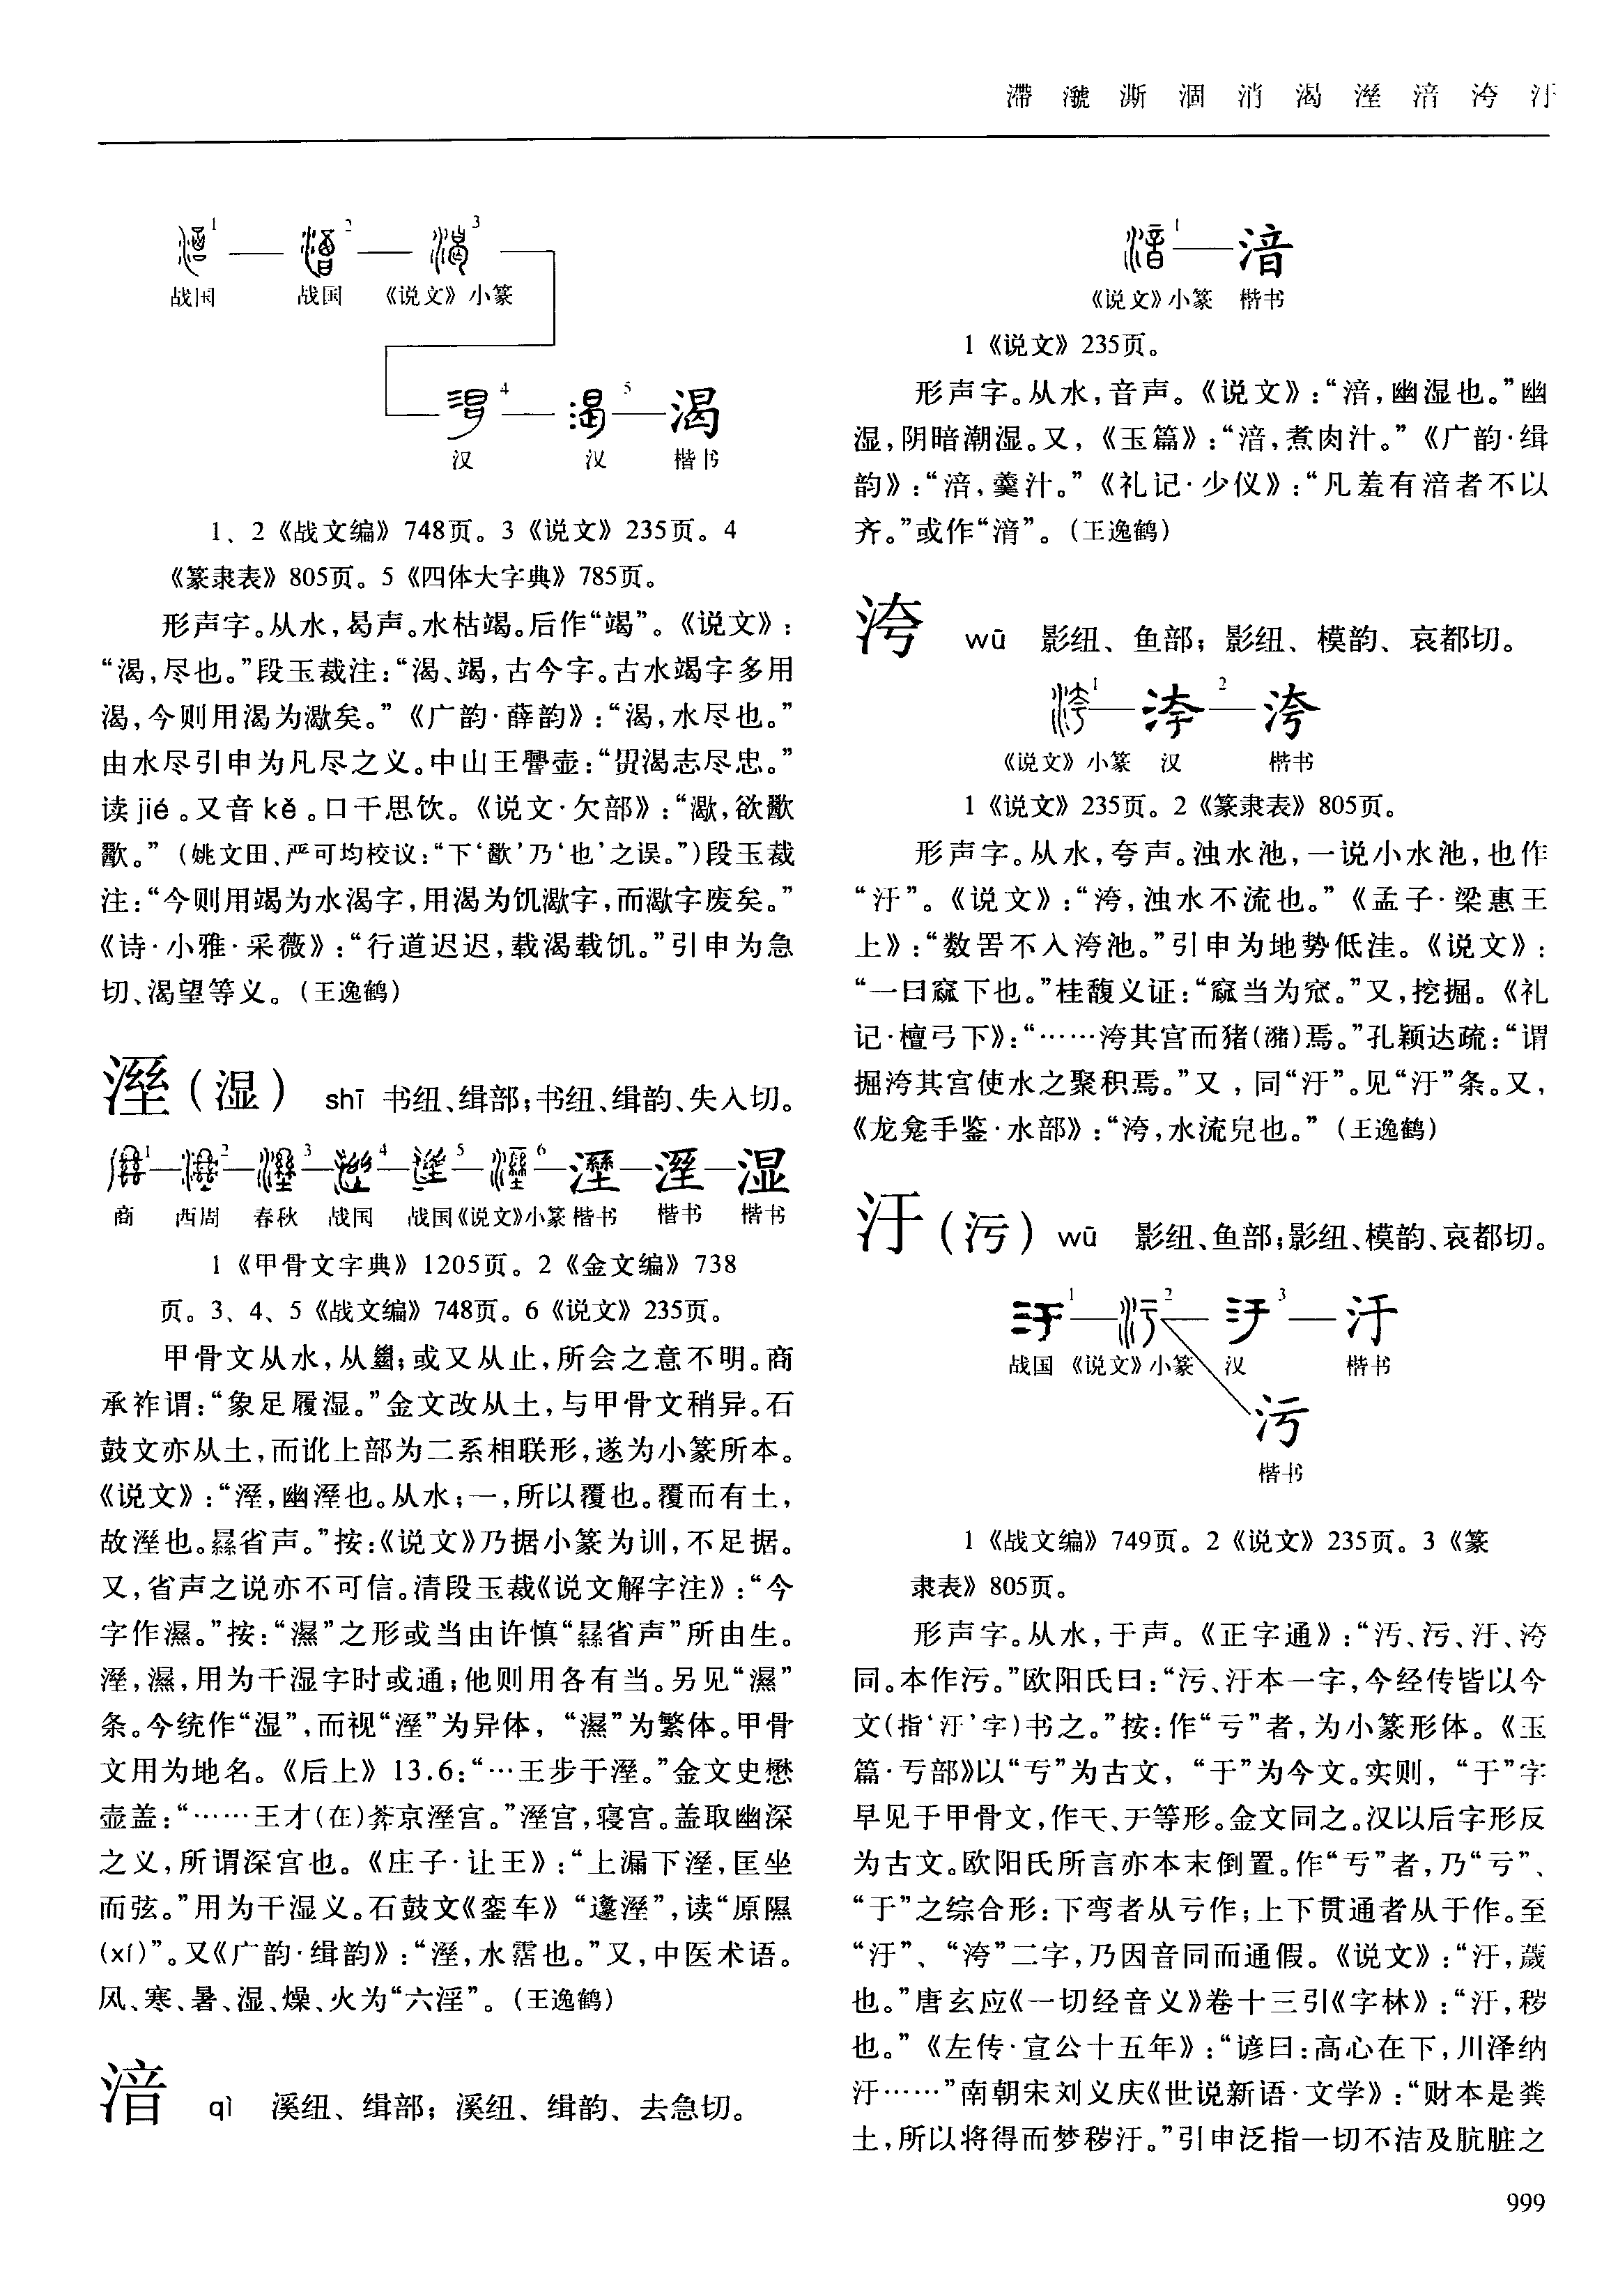 滯 㶁 澌 涸 消 渴 溼 湆 洿 汙
1 2 3
战国 战国 《说文》小篆
4 5 渴
汉 汉 楷书
1、2《战文编》748页。3《说文》235页。4
《篆隶表》805页。5《四体大字典》785页。
形声字。从水，曷声。水枯竭。后作“竭”。《说文》：
“渴，尽也。”段玉裁注：“渴、竭，古今字。古水竭字多用
渴，今则用渴为㵣矣。”《广韵·薛韵》：“渴，水尽也。”
由水尽引申为凡尽之义。中山王譽壶：“渴志尽忠。”
读jié。又音kě。口干思饮。《说文·欠部》：“㵣，欲歠
歠。”（姚文田、严可均校议：“下‘歠’乃‘也’之误。”）段玉裁
注：“今则用竭为水渴字，用渴为饥㵣字，而㵣字废矣。”
《诗·小雅·采薇》：“行道迟迟，载渴载饥。”引申为急
切、渴望等义。（王逸鹤）
溼（湿） shī 书纽、缉部；书纽、缉韵、失入切。
1 2 3 4 5 6 溼 湿
商 西周 春秋 战国 战国《说文》小篆 楷书 楷书 楷书
1《甲骨文字典》1205页。2《金文编》738
页。3、4、5《战文编》748页。6《说文》235页。
甲骨文从水，从；或又从止，所会之意不明。商
承祚谓：“象足履湿。”金文改从土，与甲骨文稍异。石
鼓文亦从土，而讹上部为二系相联形，遂为小篆所本。
《说文》：“溼，幽溼也。从水；一，所以覆也。覆而有土，
故溼也。㬎省声。”按：《说文》乃据小篆为训，不足据。
又，省声之说亦不可信。清段玉裁《说文解字注》：“今
字作濕。”按：“濕”之形或当由许慎“㬎省声”所由生。
溼，濕，用为干湿字时或通；他则用各有当。另见“濕”
条。今统作“湿”，而视“溼”为异体，“濕”为繁体。甲骨
文用为地名。《后上》13.6：“…王步于溼。”金文史懋
壶盖：“……王才（在）京溼宫。”溼宫，寝宫。盖取幽深
之义，所谓深宫也。《庄子·让王》：“上漏下溼，匡坐
而弦。”用为干湿义。石鼓文《銮车》“邍溼”，读“原隰
（xí）”。又《广韵·缉韵》：“溼，水霑也。”又，中医术语。
风、寒、暑、湿、燥、火为“六淫”。（王逸鹤）
湆 qì 溪纽、缉部；溪纽、缉韵、去急切。
1 湆
《说文》小篆 楷书
1《说文》235页。
形声字。从水，音声。《说文》：“湆，幽湿也。”幽
湿，阴暗潮湿。又，《玉篇》：“湆，煮肉汁。”《广韵·缉
韵》：“湆，羹汁。”《礼记·少仪》：“凡羞有湆者不以
齐。”或作“渻”。（王逸鹤）
洿 wū 影纽、鱼部；影纽、模韵、哀都切。
1 2 洿
《说文》小篆 汉 楷书
1《说文》235页。2《篆隶表》805页。
形声字。从水，夸声。浊水池，一说小水池，也作
“汙”。《说文》：“洿，浊水不流也。”《孟子·梁惠王
上》：“数罟不入洿池。”引申为地势低洼。《说文》：
“一曰窳下也。”桂馥义证：“窳当为窊。”又，挖掘。《礼
记·檀弓下》：“……洿其宫而猪（潴）焉。”孔颖达疏：“谓
掘洿其宫使水之聚积焉。”又，同“汙”。见“汙”条。又，
《龙龛手鉴·水部》：“洿，水流皃也。”（王逸鹤）
汙（污） wū 影纽、鱼部；影纽、模韵、哀都切。
1 2 3 汙
战国 《说文》小篆 汉 楷书
污
楷书
1《战文编》749页。2《说文》235页。3《篆
隶表》805页。
形声字。从水，于声。《正字通》：“汚、污、汙、洿
同。本作污。”欧阳氏曰：“污、汙本一字，今经传皆以今
文（指‘汙’字）书之。”按：作“亏”者，为小篆形体。《玉
篇·亏部》以“亏”为古文，“于”为今文。实则，“于”字
早见于甲骨文，作、于等形。金文同之。汉以后字形反
为古文。欧阳氏所言亦本末倒置。作“亐”者，乃“亏”、
“于”之综合形：下弯者从亏作；上下贯通者从于作。至
“汙”、“洿”二字，乃因音同而通假。《说文》：“汙，薉
也。”唐玄应《一切经音义》卷十三引《字林》：“汙，秽
也。”《左传·宣公十五年》：“谚曰：高心在下，川泽纳
汙……”南朝宋刘义庆《世说新语·文学》：“财本是粪
土，所以将得而梦秽汙。”引申泛指一切不洁及肮脏之
999